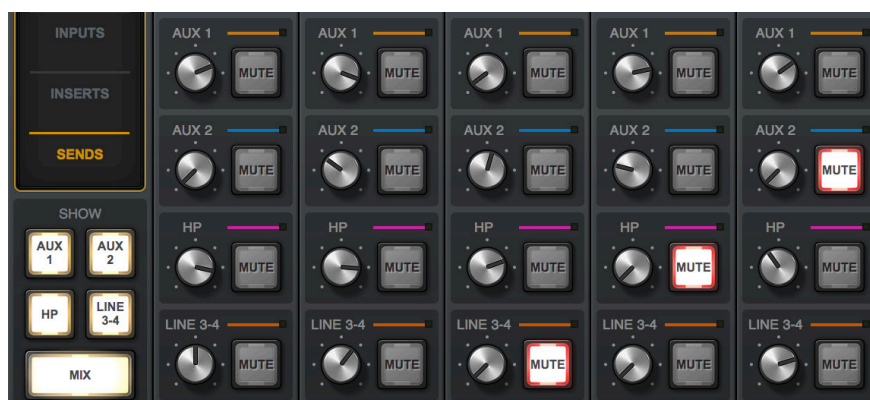 INPUTS
INSERTS
SENDS
SHOW
AUX 1
AUX 2
HP
LINE 3-4
MIX
AUX 1 AUX 1 AUX 1 AUX 1 AUX 1
MUTE MUTE MUTE MUTE MUTE
AUX 2 AUX 2 AUX 2 AUX 2 AUX 2
MUTE MUTE MUTE MUTE MUTE
HP HP HP HP HP
MUTE MUTE MUTE MUTE MUTE
LINE 3-4 LINE 3-4 LINE 3-4 LINE 3-4 LINE 3-4
MUTE MUTE MUTE MUTE MUTE